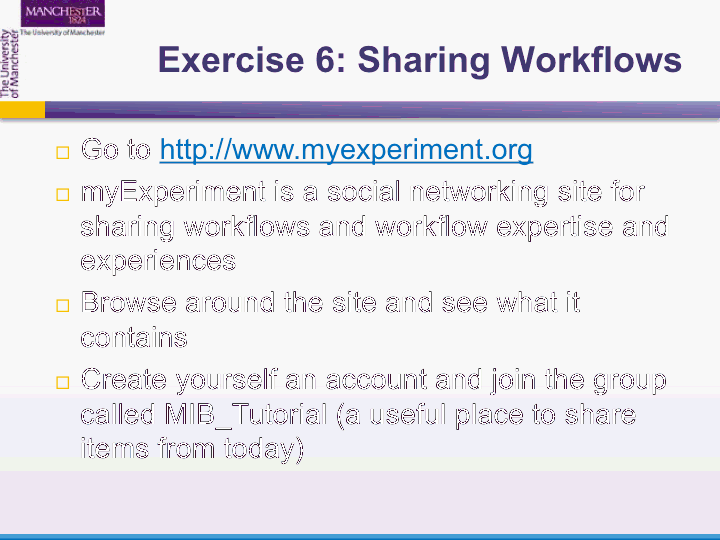 MANCHESTER
1824
The University of Manchester
The University
of Manchester
Exercise 6: Sharing Workflows
Go to http://www.myexperiment.org
myExperiment is a social networking site for
sharing workflows and workflow expertise and
experiences
Browse around the site and see what it
contains
Create yourself an account and join the group
called MIB_Tutorial (a useful place to share
items from today)